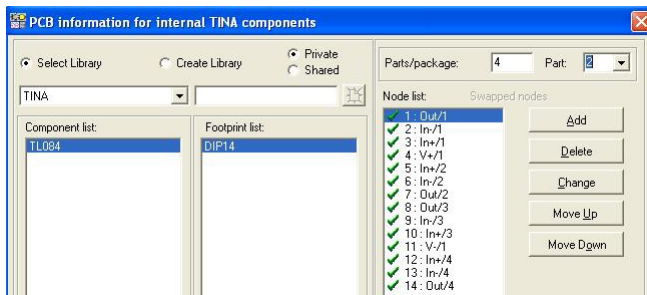 PCB information for internal TINA components
Select Library Create Library Private
Shared
TINA
Component list: Footprint list:
TL084 DIP14
Parts/package: 4 Part: 2
Node list: Swapped nodes
1 : Out/1
2 : In-/1
3 : In+/1
4 : V+/1
5 : In+/2
6 : In-/2
7 : Out/2
8 : Out/3
9 : In-/3
10 : In+/3
11 : V-/1
12 : In+/4
13 : In-/4
14 : Out/4
Add
Delete
Change
Move Up
Move Down